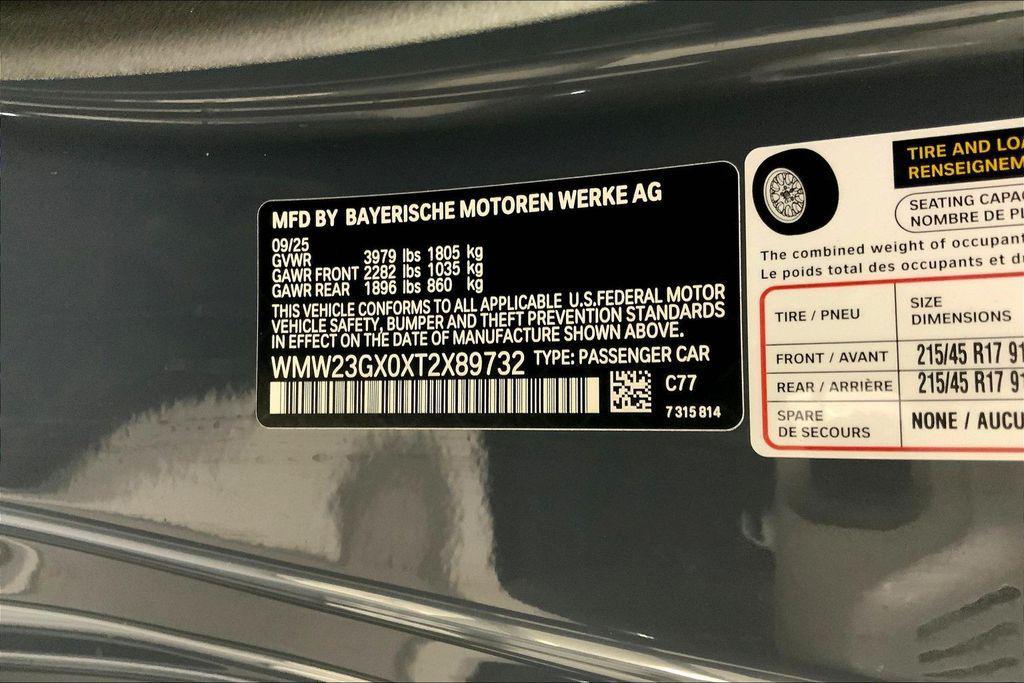 MFD BY BAYERISCHE MOTOREN WERKE AG
09/25
GVWR 3979 lbs 1805 kg
GAWR FRONT 2282 lbs 1035 kg
GAWR REAR 1896 lbs 860 kg
THIS VEHICLE CONFORMS TO ALL APPLICABLE U.S.FEDERAL MOTOR
VEHICLE SAFETY, BUMPER AND THEFT PREVENTION STANDARDS
IN EFFECT ON THE DATE OF MANUFACTURE SHOWN ABOVE.
WMW23GX0XT2X89732 TYPE: PASSENGER CAR
C77
7 315 814
TIRE AND LOA
RENSEIGNEM
SEATING CAPAC
NOMBRE DE PL
The combined weight of occupant
Le poids total des occupants et d
TIRE / PNEU
SIZE
DIMENSIONS
FRONT / AVANT 215/45 R17 91
REAR / ARRIÈRE 215/45 R17 91
SPARE
DE SECOURS
NONE / AUCU